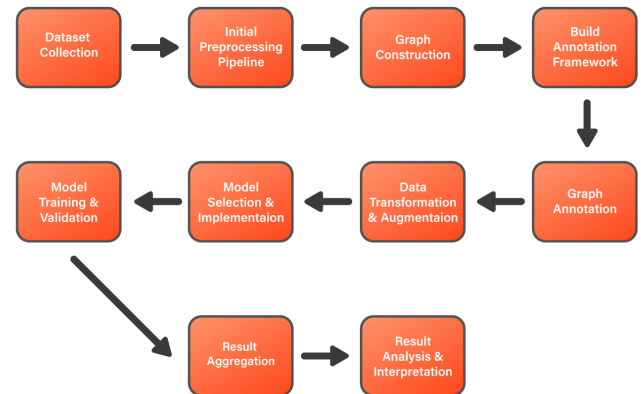 Dataset
Collection
Initial
Preprocessing
Pipeline
Graph
Construction
Build
Annotation
Framework
Graph
Annotation
Data
Transformation
& Augmentaion
Model
Selection &
Implementaion
Model
Training &
Validation
Result
Aggregation
Result
Analysis &
Interpretation